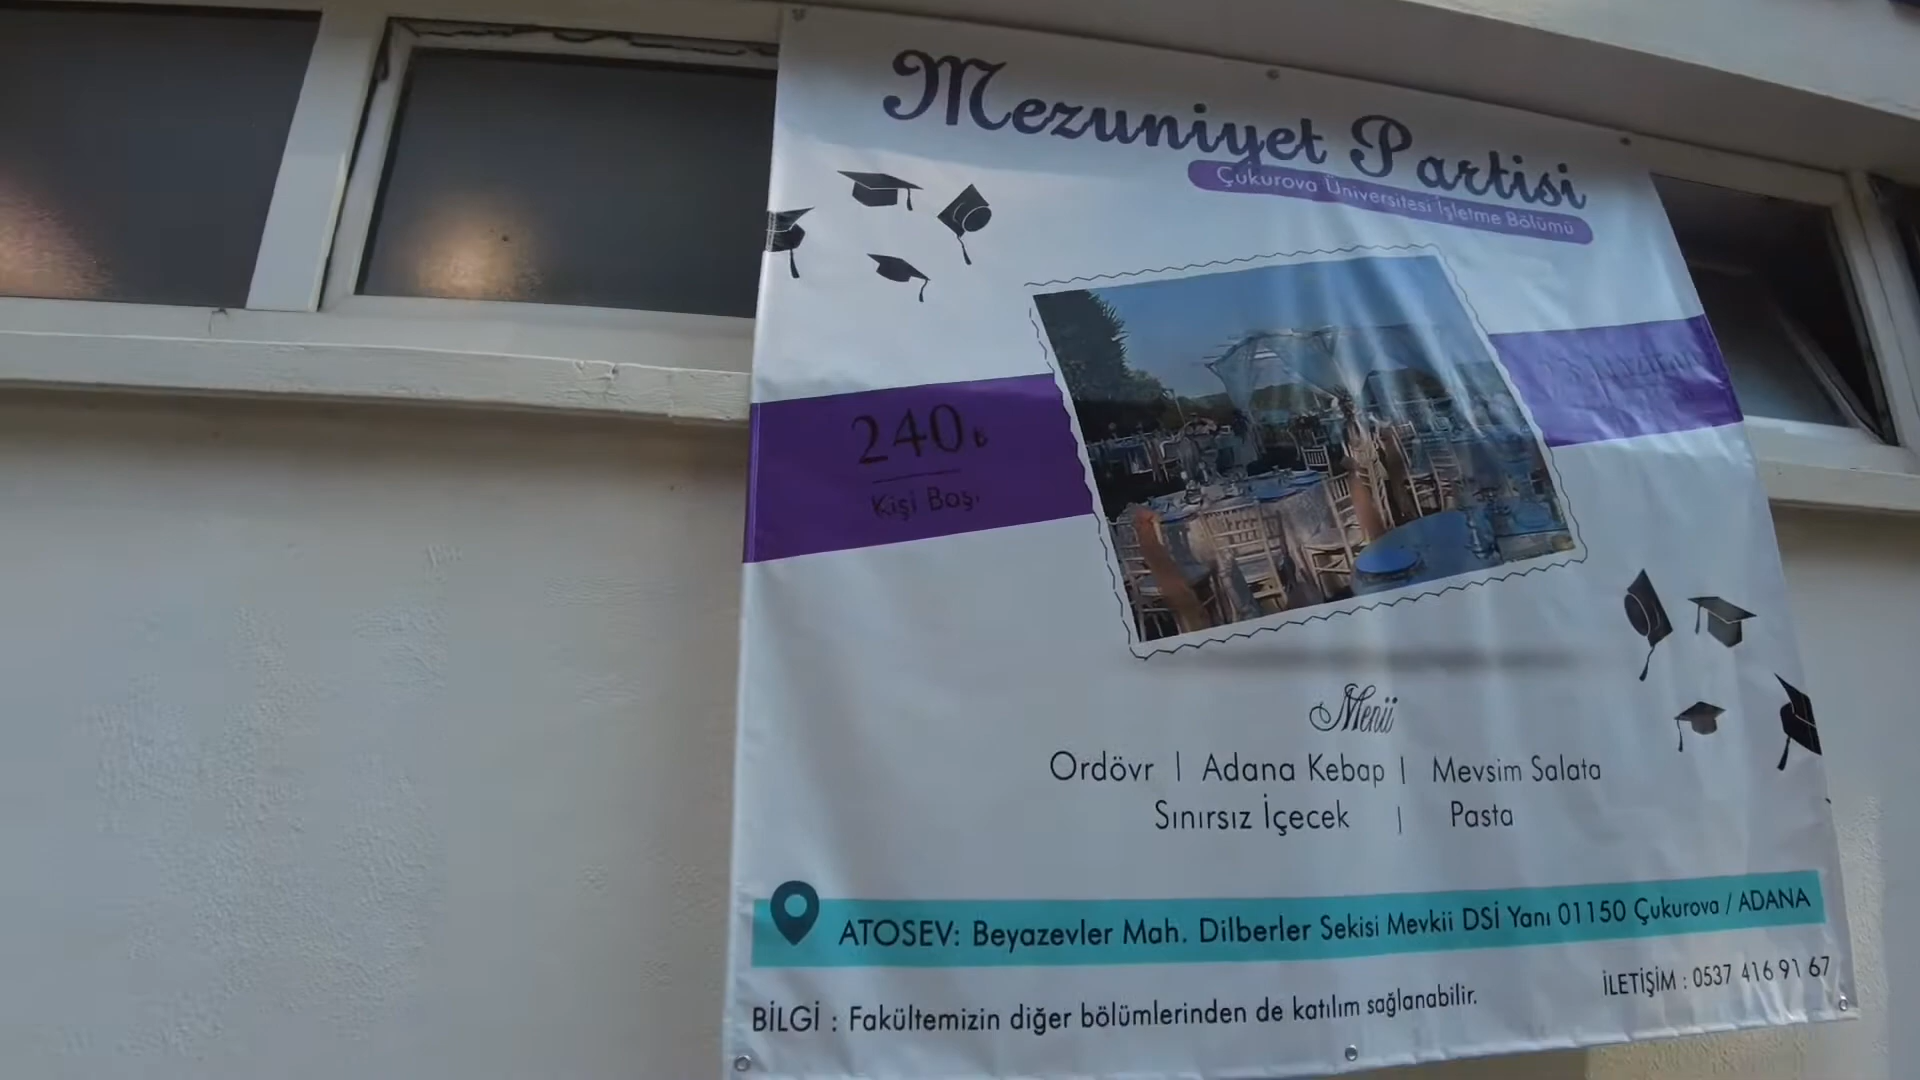 Mezuniyet Partisi
Çukurova Üniversitesi İşletme Bölümü
240₺
Kişi Boş.
Menü
Ordövr | Adana Kebap | Mevsim Salata
Sınırsız İçecek | Pasta
ATOSEV: Beyazevler Mah. Dilberler Sekisi Mevkii DSİ Yanı 01150 Çukurova / ADANA
BİLGİ : Fakültemizin diğer bölümlerinden de katılım sağlanabilir.
İLETİŞİM : 0537 416 91 67